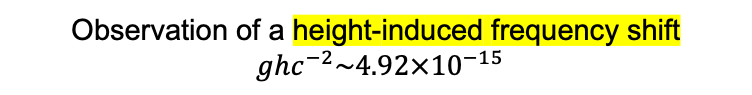 Observation of a height-induced frequency shift
ghc⁻²~4.92×10⁻¹⁵